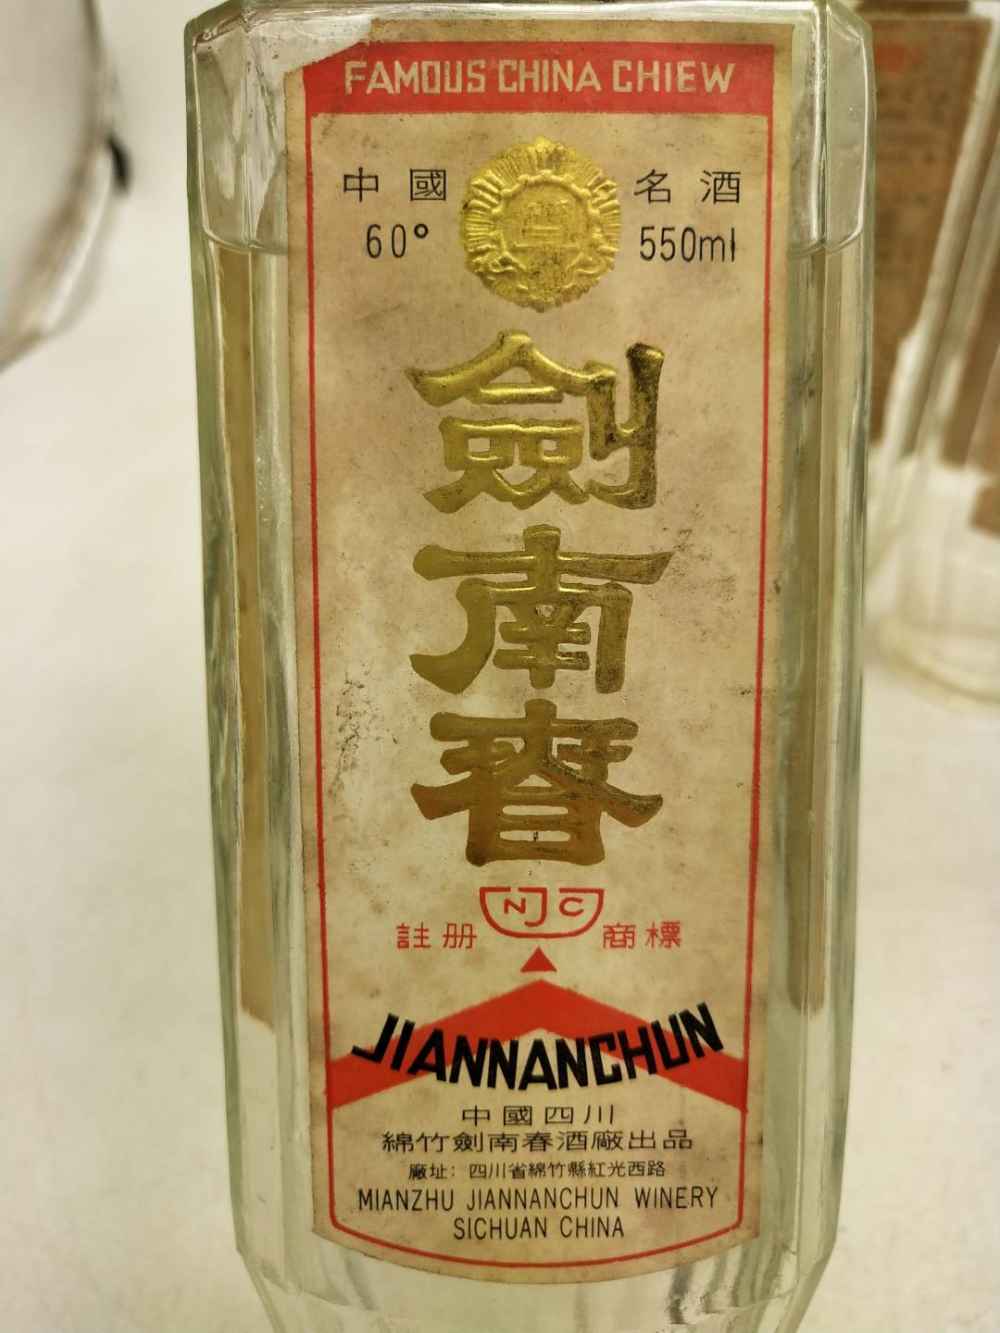 FAMOUS CHINA CHIEW
中國 名酒
60° 550ml
劍南春
NJC
註册 商標
JIANNANCHUN
中國四川
綿竹劍南春酒廠出品
廠址：四川省綿竹縣紅光西路
MIANZHU JIANNANCHUN WINERY
SICHUAN CHINA